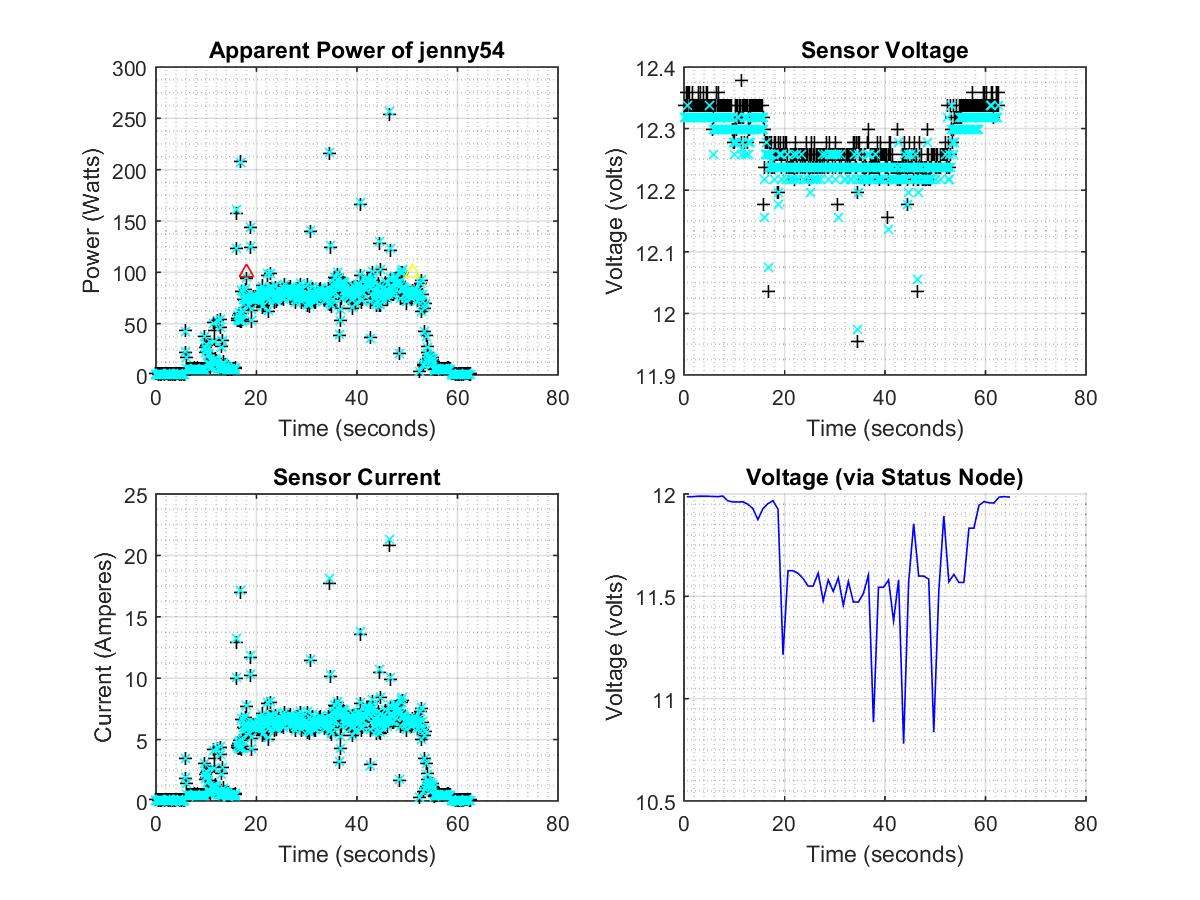 Apparent Power of jenny54
300
250
200
150
100
50
0
Power (Watts)
0 20 40 60 80
Time (seconds)
Sensor Voltage
12.4
12.3
12.2
12.1
12
11.9
Voltage (volts)
0 20 40 60 80
Time (seconds)
Sensor Current
25
20
15
10
5
0
Current (Amperes)
0 20 40 60 80
Time (seconds)
Voltage (via Status Node)
12
11.5
11
10.5
Voltage (volts)
0 20 40 60 80
Time (seconds)